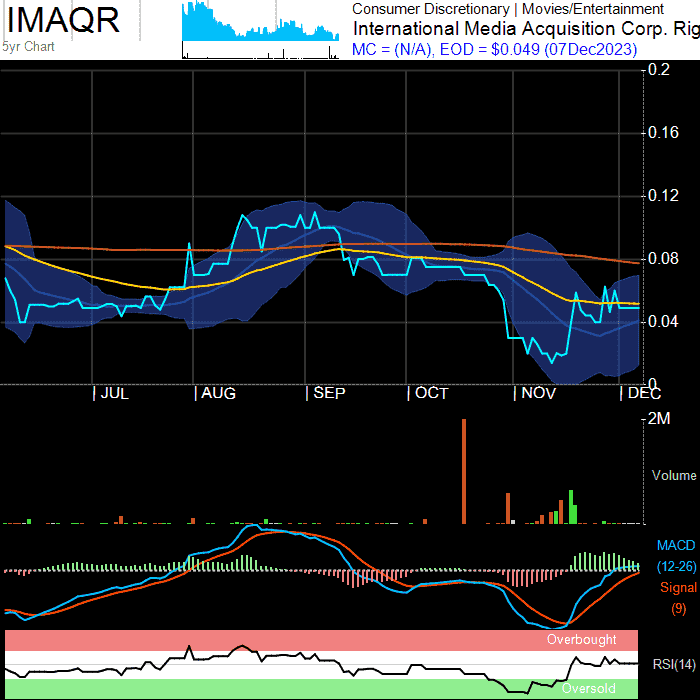 IMAQR
5yr Chart
Consumer Discretionary | Movies/Entertainment
International Media Acquisition Corp. Rig
MC = (N/A), EOD = $0.049 (07Dec2023)
0.2
0.16
0.12
0.08
0.04
0
JUL AUG SEP OCT NOV DEC
2M
Volume
MACD
(12-26)
Signal
(9)
Overbought
RSI(14)
Oversold